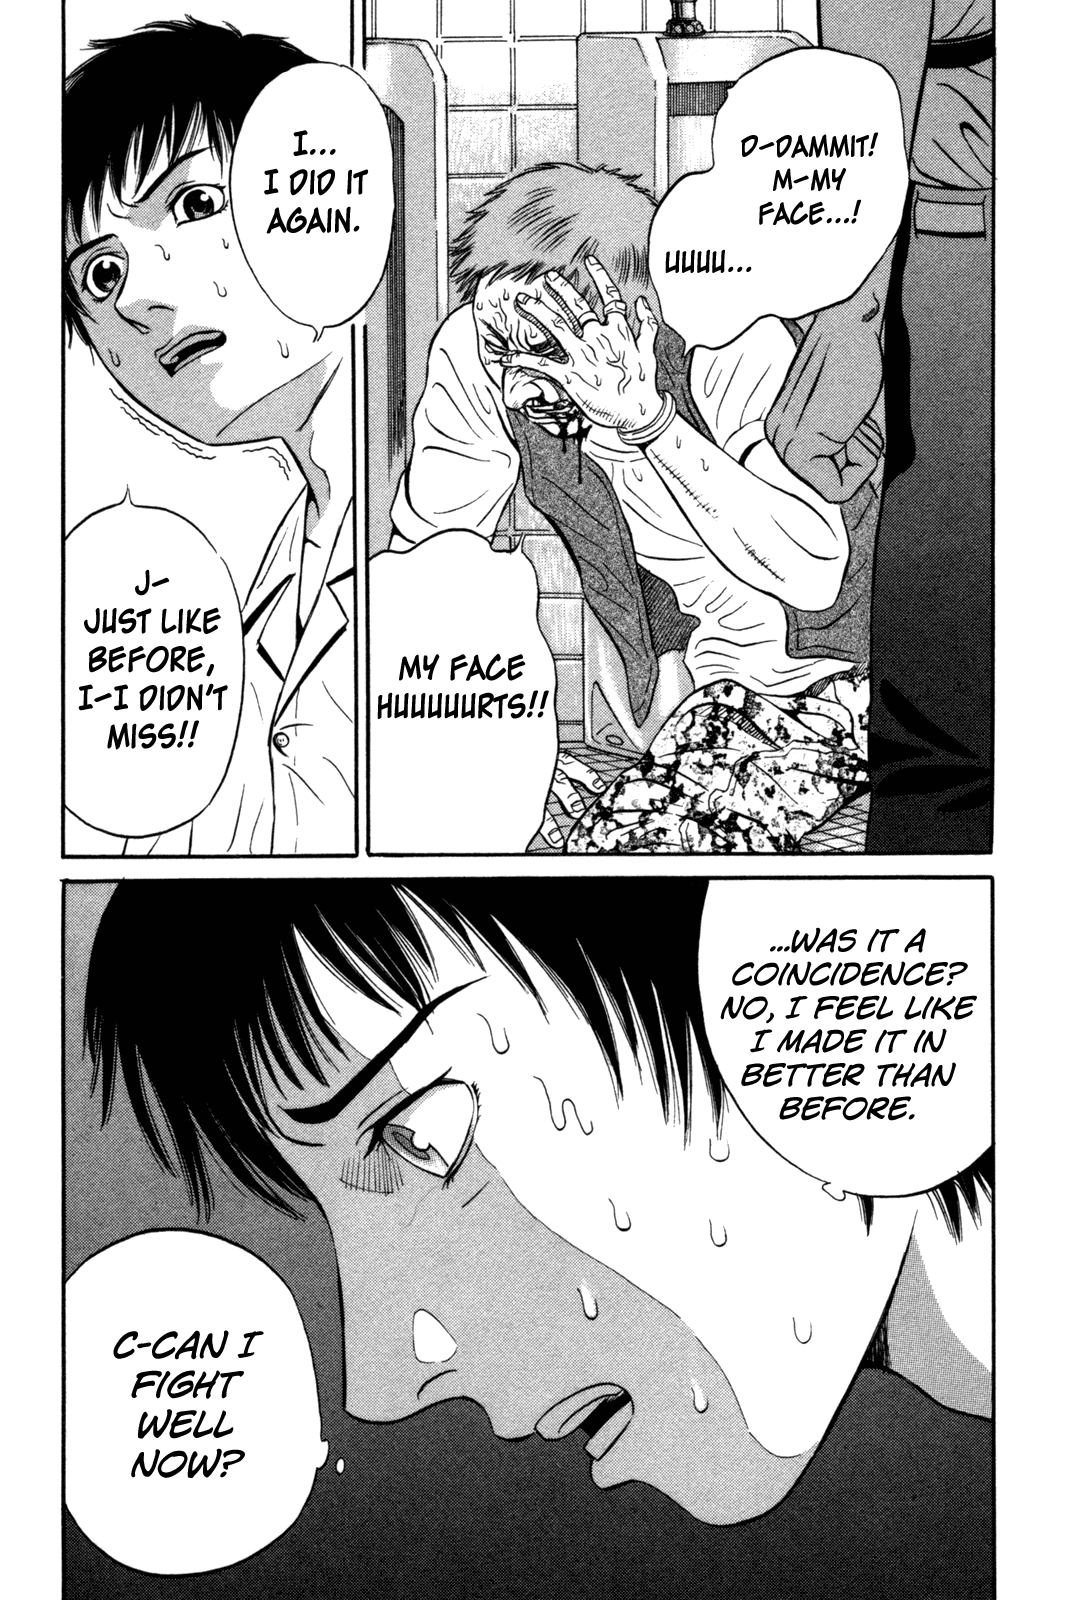 D-DAMMIT!
M-MY
FACE...!
UUUU...
MY FACE
HUUUUURTS!!
I...
I DID IT
AGAIN.
J-
JUST LIKE
BEFORE,
I-I DIDN'T
MISS!!
...WAS IT A
COINCIDENCE?
NO, I FEEL LIKE
I MADE IT IN
BETTER THAN
BEFORE.
C-CAN I
FIGHT
WELL
NOW?